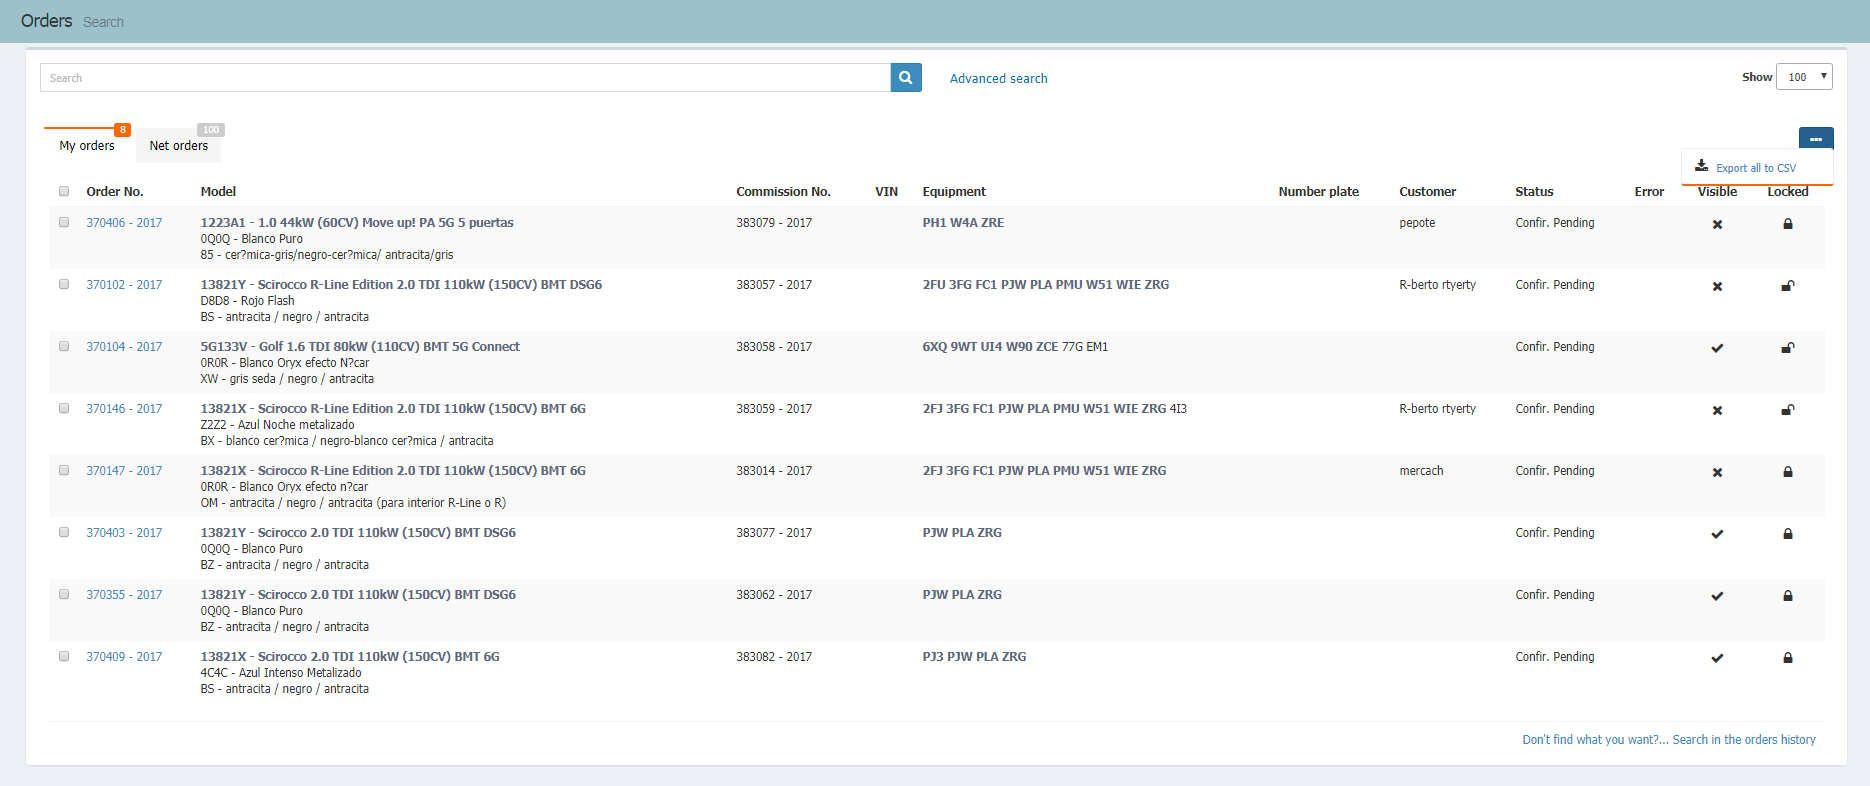 Orders Search
Search
Advanced search
Show 100
My orders 8
Net orders 100
Export all to CSV
Order No. Model Commission No. VIN Equipment Number plate Customer Status Error Visible Locked
370406 - 2017 1223A1 - 1.0 44kW (60CV) Move up! PA 5G 5 puertas 383079 - 2017 PH1 W4A ZRE pepote Confir. Pending
0Q0Q - Blanco Puro
85 - cer?mica-gris/negro-cer?mica/ antracita/gris
370102 - 2017 13821Y - Scirocco R-Line Edition 2.0 TDI 110kW (150CV) BMT DSG6 383057 - 2017 2FU 3FG FC1 PJW PLA PMU W51 WIE ZRG R-berto rtyerty Confir. Pending
D8D8 - Rojo Flash
BS - antracita / negro / antracita
370104 - 2017 5G133V - Golf 1.6 TDI 80kW (110CV) BMT 5G Connect 383058 - 2017 6XQ 9WT UI4 W90 ZCE 77G EM1 Confir. Pending
0R0R - Blanco Oryx efecto N?car
XW - gris seda / negro / antracita
370146 - 2017 13821X - Scirocco R-Line Edition 2.0 TDI 110kW (150CV) BMT 6G 383059 - 2017 2FJ 3FG FC1 PJW PLA PMU W51 WIE ZRG 4I3 R-berto rtyerty Confir. Pending
Z2Z2 - Azul Noche metalizado
BX - blanco cer?mica / negro-blanco cer?mica / antracita
370147 - 2017 13821X - Scirocco R-Line Edition 2.0 TDI 110kW (150CV) BMT 6G 383014 - 2017 2FJ 3FG FC1 PJW PLA PMU W51 WIE ZRG mercach Confir. Pending
0R0R - Blanco Oryx efecto n?car
OM - antracita / negro / antracita (para interior R-Line o R)
370403 - 2017 13821Y - Scirocco 2.0 TDI 110kW (150CV) BMT DSG6 383077 - 2017 PJW PLA ZRG Confir. Pending
0Q0Q - Blanco Puro
BZ - antracita / negro / antracita
370355 - 2017 13821Y - Scirocco 2.0 TDI 110kW (150CV) BMT DSG6 383062 - 2017 PJW PLA ZRG Confir. Pending
0Q0Q - Blanco Puro
BZ - antracita / negro / antracita
370409 - 2017 13821X - Scirocco 2.0 TDI 110kW (150CV) BMT 6G 383082 - 2017 PJ3 PJW PLA ZRG Confir. Pending
4C4C - Azul Intenso Metalizado
BS - antracita / negro / antracita
Don't find what you want?... Search in the orders history